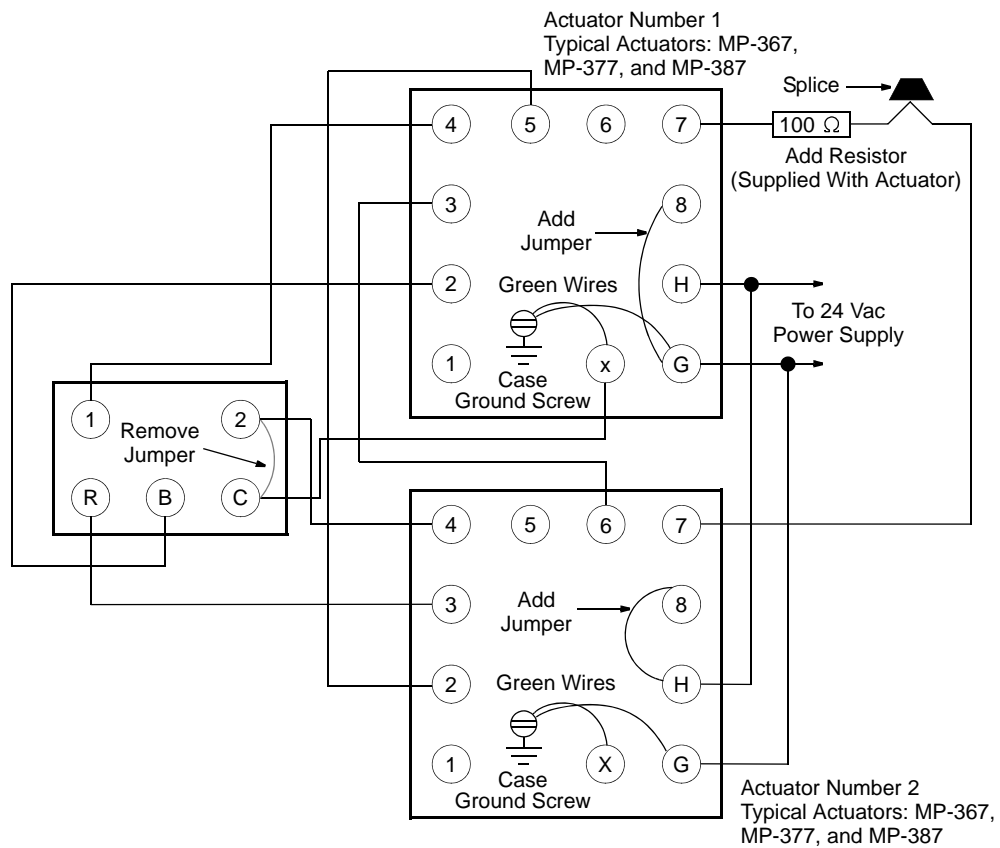 Actuator Number 1
Typical Actuators: MP-367,
MP-377, and MP-387
Splice
4 5 6 7
100 Ω
Add Resistor
(Supplied With Actuator)
3 8
Add
Jumper
2 Green Wires H
To 24 Vac
Power Supply
1 x G
Case
Ground Screw
1 2
Remove
Jumper
R B C
4 5 6 7
3 8
Add
Jumper
2 Green Wires H
1 X G
Case
Ground Screw
Actuator Number 2
Typical Actuators: MP-367,
MP-377, and MP-387